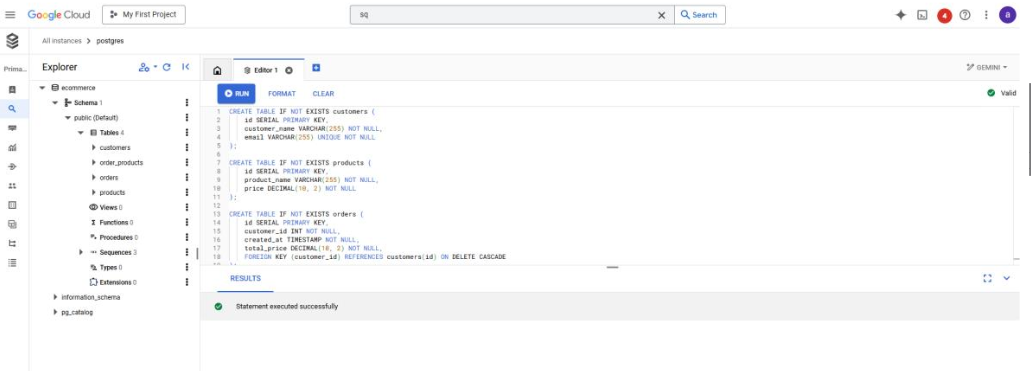 Google Cloud
My First Project
sq
Search
4
a
All instances
postgres
Prima...
Explorer
Editor 1
GEMINI
ecommerce
Schema 1
public (Default)
Tables 4
customers
order_products
orders
products
Views 0
Functions 0
Procedures 0
Sequences 3
Types 0
Extensions 0
information_schema
pg_catalog
RUN
FORMAT
CLEAR
Valid
1 CREATE TABLE IF NOT EXISTS customers (
2 id SERIAL PRIMARY KEY,
3 customer_name VARCHAR(255) NOT NULL,
4 email VARCHAR(255) UNIQUE NOT NULL
5 );
6
7 CREATE TABLE IF NOT EXISTS products (
8 id SERIAL PRIMARY KEY,
9 product_name VARCHAR(255) NOT NULL,
10 price DECIMAL(10, 2) NOT NULL
11 );
12
13 CREATE TABLE IF NOT EXISTS orders (
14 id SERIAL PRIMARY KEY,
15 customer_id INT NOT NULL,
16 created_at TIMESTAMP NOT NULL,
17 total_price DECIMAL(10, 2) NOT NULL,
18 FOREIGN KEY (customer_id) REFERENCES customers(id) ON DELETE CASCADE
RESULTS
Statement executed successfully